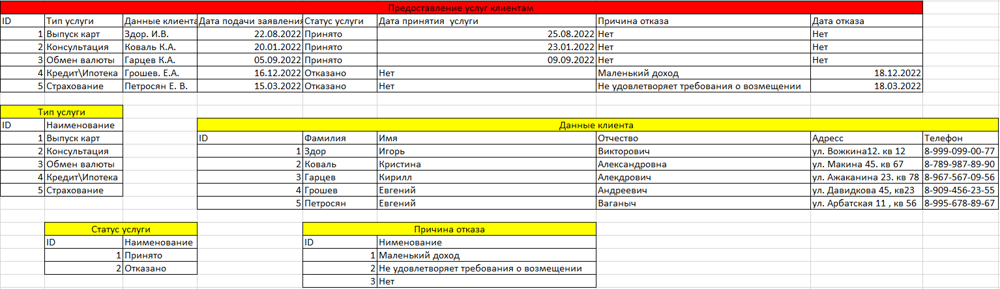 Предоставление услуг клиентам
ID Тип услуги Данные клиента Дата подачи заявления Статус услуги Дата принятия услуги Причина отказа Дата отказа
1 Выпуск карт Здор. И.В. 22.08.2022 Принято 25.08.2022 Нет Нет
2 Консультация Коваль К.А. 20.01.2022 Принято 23.01.2022 Нет Нет
3 Обмен валюты Гарцев К.А. 05.09.2022 Принято 09.09.2022 Нет Нет
4 Кредит\Ипотека Грошев. Е.А. 16.12.2022 Отказано Нет Маленький доход 18.12.2022
5 Страхование Петросян Е. В. 15.03.2022 Отказано Нет Не удовлетворяет требования о возмещении 18.03.2022
Тип услуги
ID Наименование
1 Выпуск карт
2 Консультация
3 Обмен валюты
4 Кредит\Ипотека
5 Страхование
Данные клиента
ID Фамилия Имя Отчество Адресс Телефон
1 Здор Игорь Викторович ул. Вожкина12. кв 12 8-999-099-00-77
2 Коваль Кристина Александровна ул. Макина 45. кв 67 8-789-987-89-90
3 Гарцев Кирилл Алекдрович ул. Ажаканина 23. кв 78 8-967-567-09-56
4 Грошев Евгений Андреевич ул. Давидкова 45, кв23 8-909-456-23-55
5 Петросян Евгений Ваганыч ул. Арбатская 11 , кв 56 8-995-678-89-67
Статус услуги
ID Наименование
1 Принято
2 Отказано
Причина отказа
ID Нименование
1 Маленький доход
2 Не удовлетворяет требования о возмещении
3 Нет